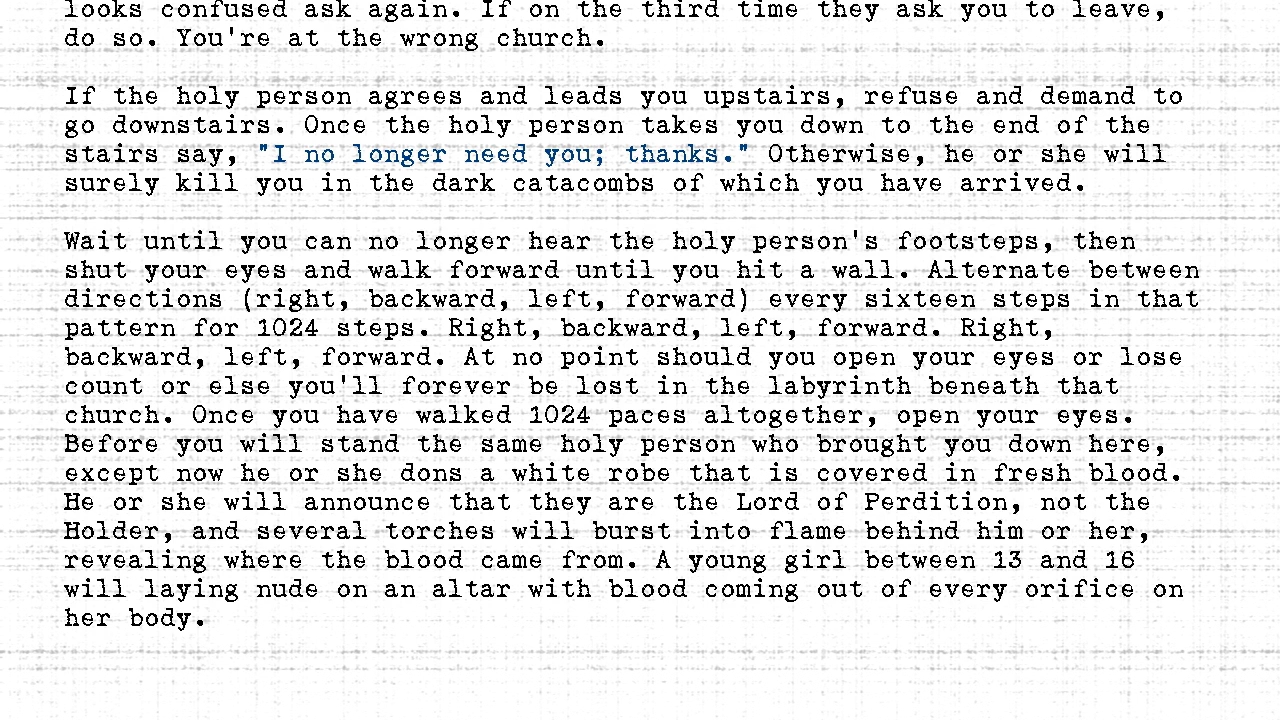 looks confused ask again. If on the third time they ask you to leave,
do so. You're at the wrong church.
If the holy person agrees and leads you upstairs, refuse and demand to
go downstairs. Once the holy person takes you down to the end of the
stairs say, "I no longer need you; thanks." Otherwise, he or she will
surely kill you in the dark catacombs of which you have arrived.
Wait until you can no longer hear the holy person's footsteps, then
shut your eyes and walk forward until you hit a wall. Alternate between
directions (right, backward, left, forward) every sixteen steps in that
pattern for 1024 steps. Right, backward, left, forward. Right,
backward, left, forward. At no point should you open your eyes or lose
count or else you'll forever be lost in the labyrinth beneath that
church. Once you have walked 1024 paces altogether, open your eyes.
Before you will stand the same holy person who brought you down here,
except now he or she dons a white robe that is covered in fresh blood.
He or she will announce that they are the Lord of Perdition, not the
Holder, and several torches will burst into flame behind him or her,
revealing where the blood came from. A young girl between 13 and 16
will laying nude on an altar with blood coming out of every orifice on
her body.